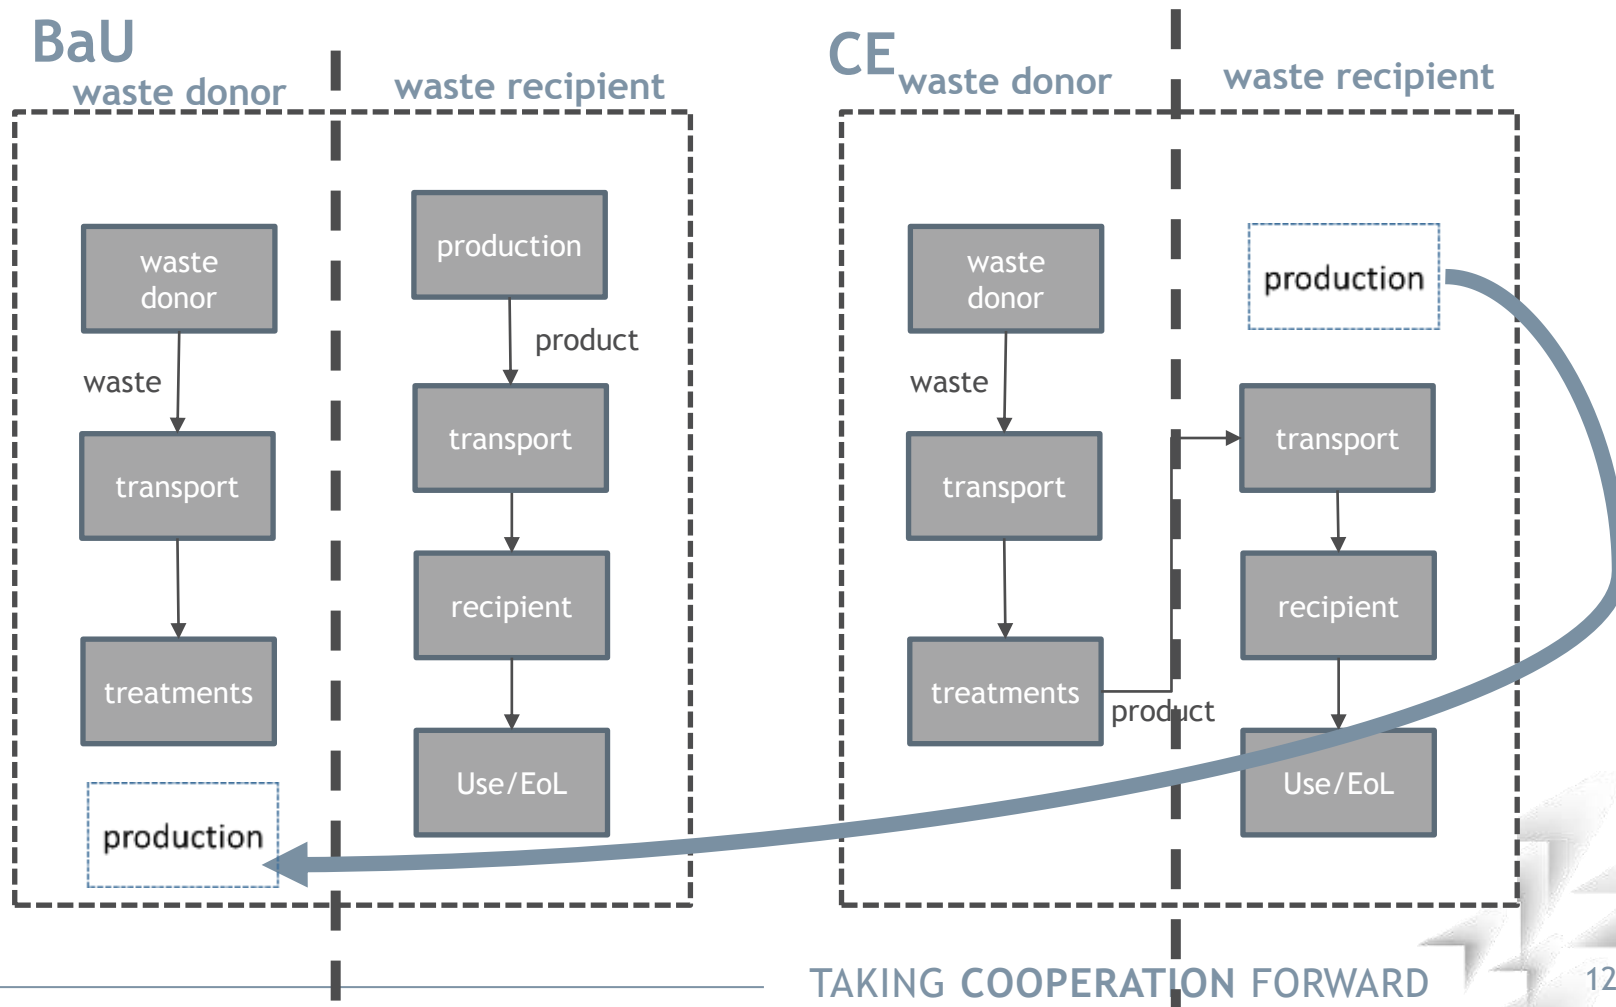 BaU
waste donor
waste recipient
waste
donor
waste
transport
treatments
production
production
product
transport
recipient
Use/EoL
CE
waste donor
waste recipient
waste
donor
waste
transport
treatments
product
production
transport
recipient
Use/EoL
TAKING COOPERATION FORWARD
12